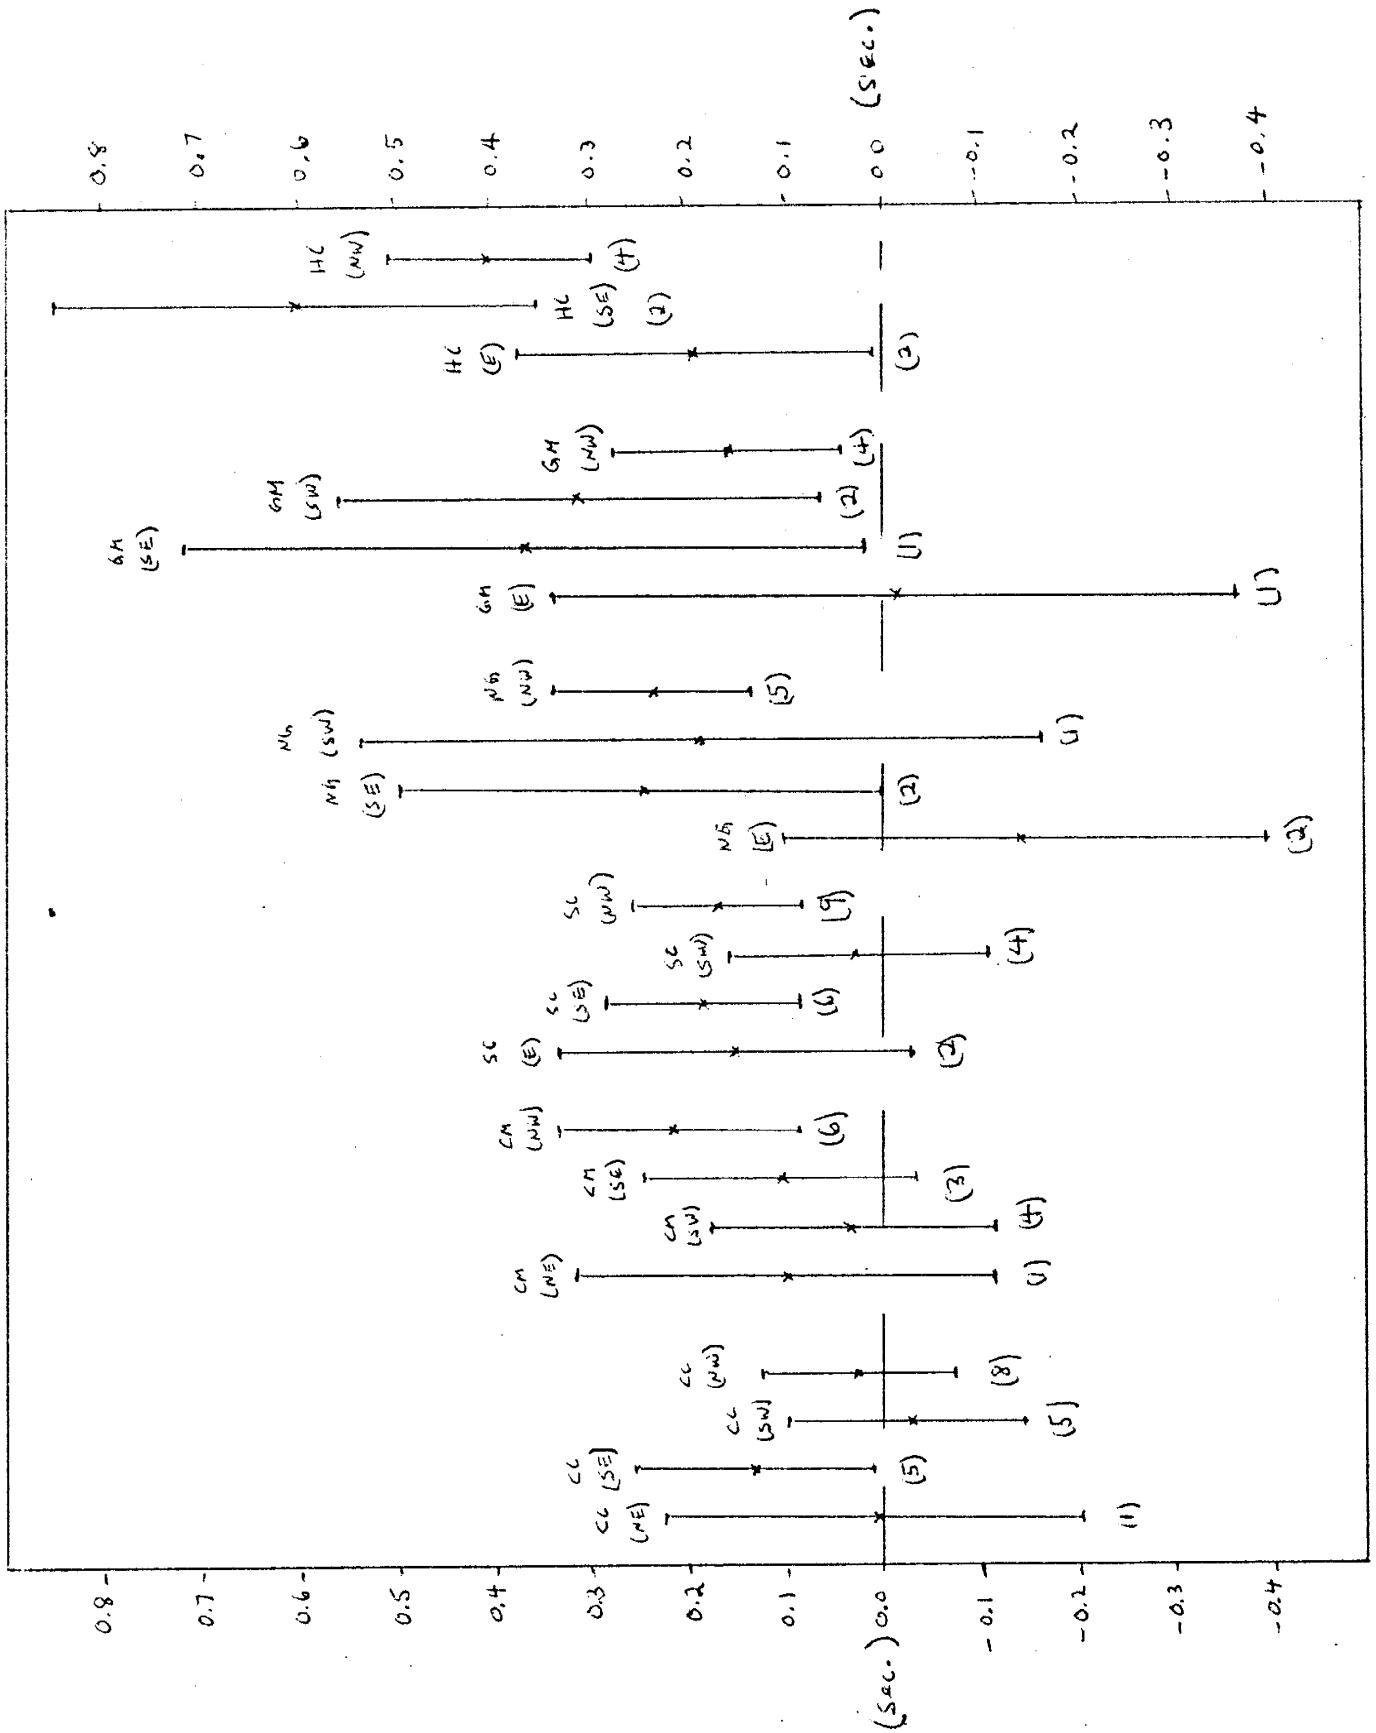 0.8
0.7
0.6
0.5
0.4
0.3
0.2
0.1
(sec.) 0.0
-0.1
-0.2
-0.3
-0.4
CC
(NE)
(1)
CC
(SE)
(5)
CC
(SW)
(5)
CC
(NW)
(8)
CM
(NE)
(1)
CM
(SW)
(4)
CM
(SE)
(3)
CM
(NW)
(6)
SC
(E)
(3)
SC
(SE)
(6)
SC
(SW)
(4)
SC
(NW)
(9)
NG
(E)
(2)
NG
(SE)
(2)
NG
(SW)
(1)
NG
(NW)
(5)
GM
(E)
(1)
GM
(SE)
(1)
GM
(SW)
(2)
GM
(NW)
(4)
HC
(E)
(3)
HC
(SE)
(2)
HC
(NW)
(4)
0.8
0.7
0.6
0.5
0.4
0.3
0.2
0.1
0.0
(sec.)
-0.1
-0.2
-0.3
-0.4